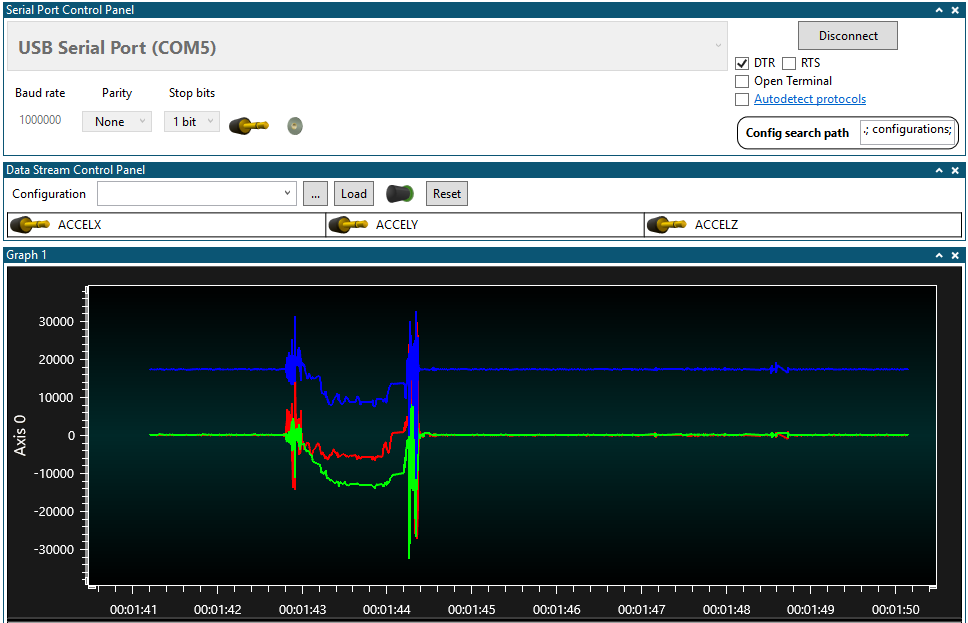 Serial Port Control Panel
USB Serial Port (COM5)
Disconnect
DTR RTS
Open Terminal
Autodetect protocols
Baud rate Parity Stop bits
1000000 None 1 bit
Config search path .; configurations;
Data Stream Control Panel
Configuration ... Load Reset
ACCELX ACCELY ACCELZ
Graph 1
30000
20000
10000
0
-10000
-20000
-30000
Axis 0
00:01:41 00:01:42 00:01:43 00:01:44 00:01:45 00:01:46 00:01:47 00:01:48 00:01:49 00:01:50